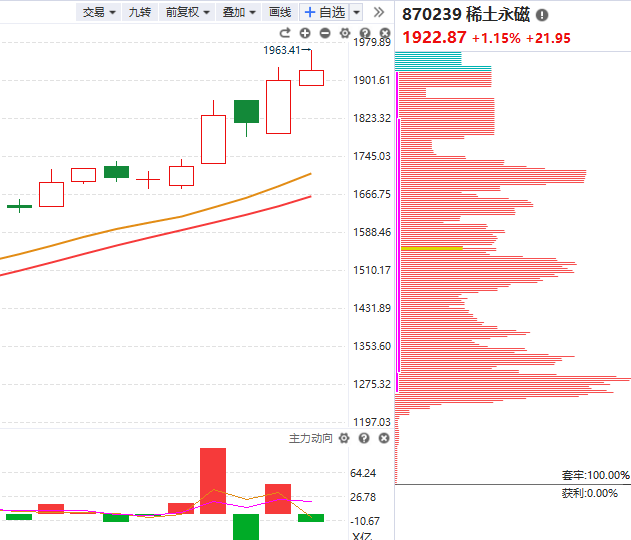 交易 九转 前复权 叠加 画线 自选
870239 稀土永磁
1922.87 +1.15% +21.95
1979.89
1963.41
1901.61
1823.32
1745.03
1666.75
1588.46
1510.17
1431.89
1353.60
1275.32
1197.03
主力动向
64.24
26.78
-10.67
X亿
套牢:100.00%
获利:0.00%